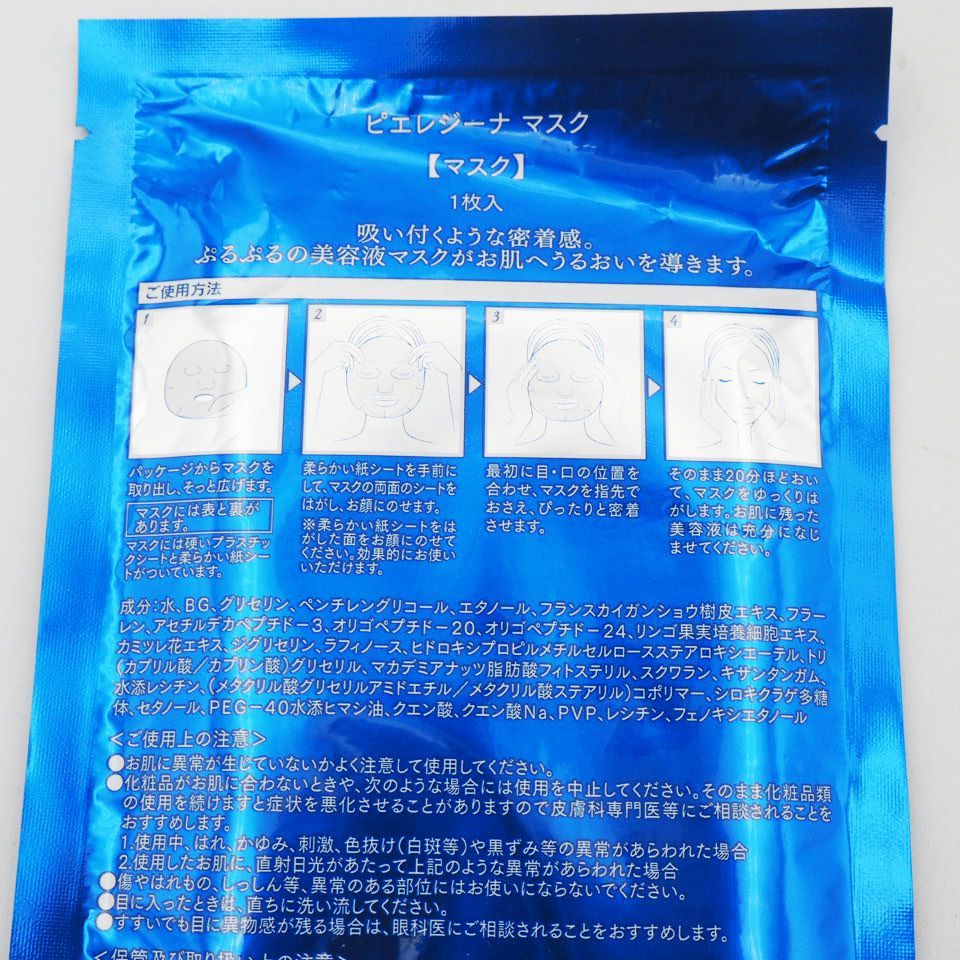 ピエレジーナ マスク
【マスク】
1枚入
吸い付くような密着感。
ぷるぷるの美容液マスクがお肌へうるおいを導きます。
ご使用方法
1
2
3
4
パッケージからマスクを
取り出し、そっと広げます。
マスクには表と裏が
あります。
マスクには硬いプラスチッ
クシートと柔らかい紙シー
トがついています。
柔らかい紙シートを手前に
して、マスクの両面のシートを
はがし、お顔にのせます。
※柔らかい紙シートをは
がした面をお顔にのせて
ください。効果的にお使い
いただけます。
最初に目・口の位置を
合わせ、マスクを指先で
おさえ、ぴったりと密着
させます。
そのまま20分ほどおい
て、マスクをゆっくりは
がします。お肌に残った
美容液は充分になじ
ませてください。
成分:水、BG、グリセリン、ペンチレングリコール、エタノール、フランスカイガンショウ樹皮エキス、フラー
レン、アセチルデカペプチド-3、オリゴペプチド-20、オリゴペプチド-24、リンゴ果実培養細胞エキス、
カミツレ花エキス、ジグリセリン、ラフィノース、ヒドロキシプロピルメチルセルロースステアロキシエーテル、トリ
(カプリル酸/カプリン酸)グリセリル、マカデミアナッツ脂肪酸フィトステリル、スクワラン、キサンタンガム、
水添レシチン、(メタクリル酸グリセリルアミドエチル/メタクリル酸ステアリル)コポリマー、シロキクラゲ多糖
体、セタノール、PEG-40水添ヒマシ油、クエン酸、クエン酸Na、PVP、レシチン、フェノキシエタノール
<ご使用上の注意>
●お肌に異常が生じていないかよく注意して使用してください。
●化粧品がお肌に合わないときや、次のような場合には使用を中止してください。そのまま化粧品類
の使用を続けますと症状を悪化させることがありますので皮膚科専門医等にご相談されることを
おすすめします。
1.使用中、はれ、かゆみ、刺激、色抜け(白斑等)や黒ずみ等の異常があらわれた場合
2.使用したお肌に、直射日光があたって上記のような異常があらわれた場合
●傷やはれもの、しっしん等、異常のある部位にはお使いにならないでください。
●目に入ったときは、直ちに洗い流してください。
●すすいでも目に異物感が残る場合は、眼科医にご相談されることをおすすめします。
<保管及び取り扱い上の注意>